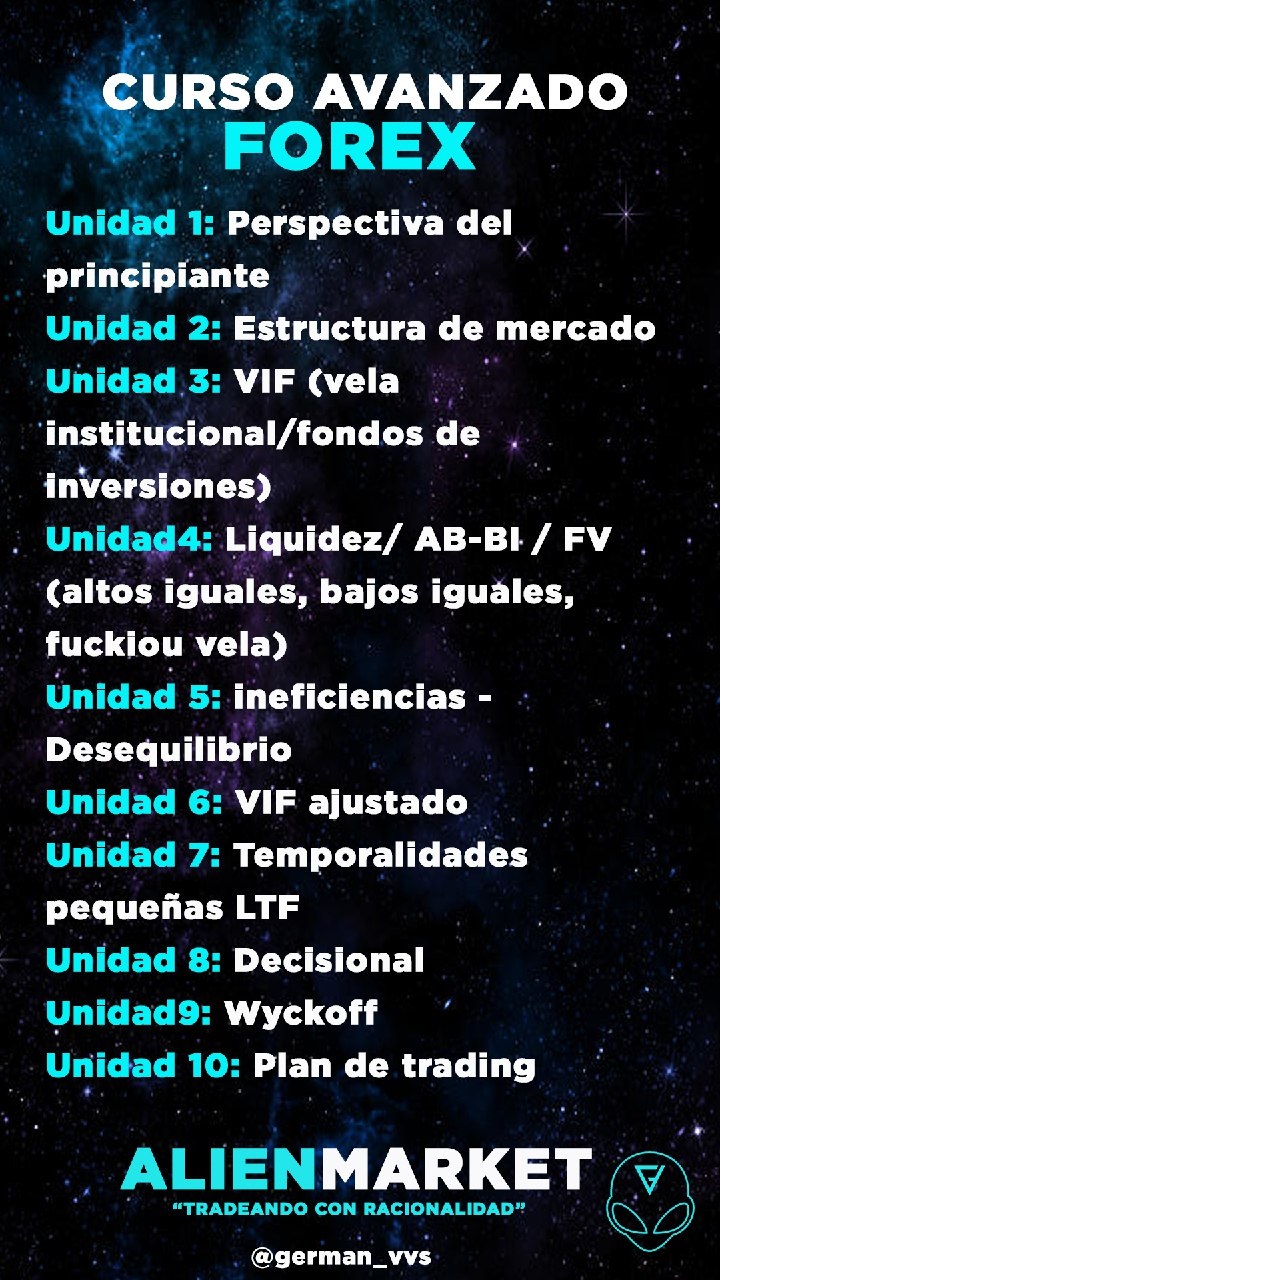 CURSO AVANZADO
FOREX
Unidad 1: Perspectiva del
principiante
Unidad 2: Estructura de mercado
Unidad 3: VIF (vela
institucional/fondos de
inversiones)
Unidad4: Liquidez/ AB-BI / FV
(altos iguales, bajos iguales,
fuckiou vela)
Unidad 5: ineficiencias -
Desequilibrio
Unidad 6: VIF ajustado
Unidad 7: Temporalidades
pequeñas LTF
Unidad 8: Decisional
Unidad9: Wyckoff
Unidad 10: Plan de trading
ALIENMARKET
“TRADEANDO CON RACIONALIDAD”
@german_vvs